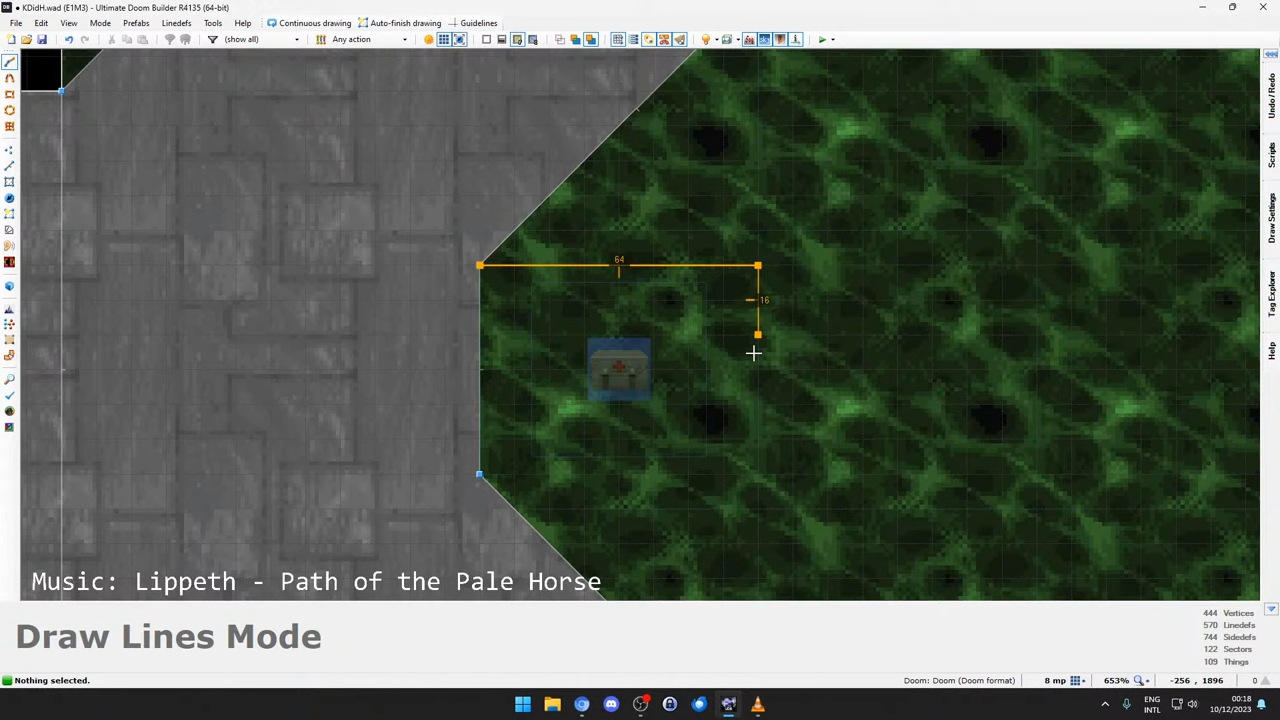 KDidH.wad (E1M3) - Ultimate Doom Builder R4135 (64-bit)
File Edit View Mode Prefabs Linedefs Tools Help Continuous drawing Auto-finish drawing Guidelines
(show all) Any action
Undo / Redo
Scripts
Draw Settings
Tag Explorer
Help
64
16
Music: Lippeth - Path of the Pale Horse
Draw Lines Mode
444 Vertices
570 Linedefs
744 Sidedefs
122 Sectors
109 Things
Nothing selected. Doom: Doom (Doom format) 8 mp 653% -256 , 1896 0
ENG 00:18
INTL 10/12/2023